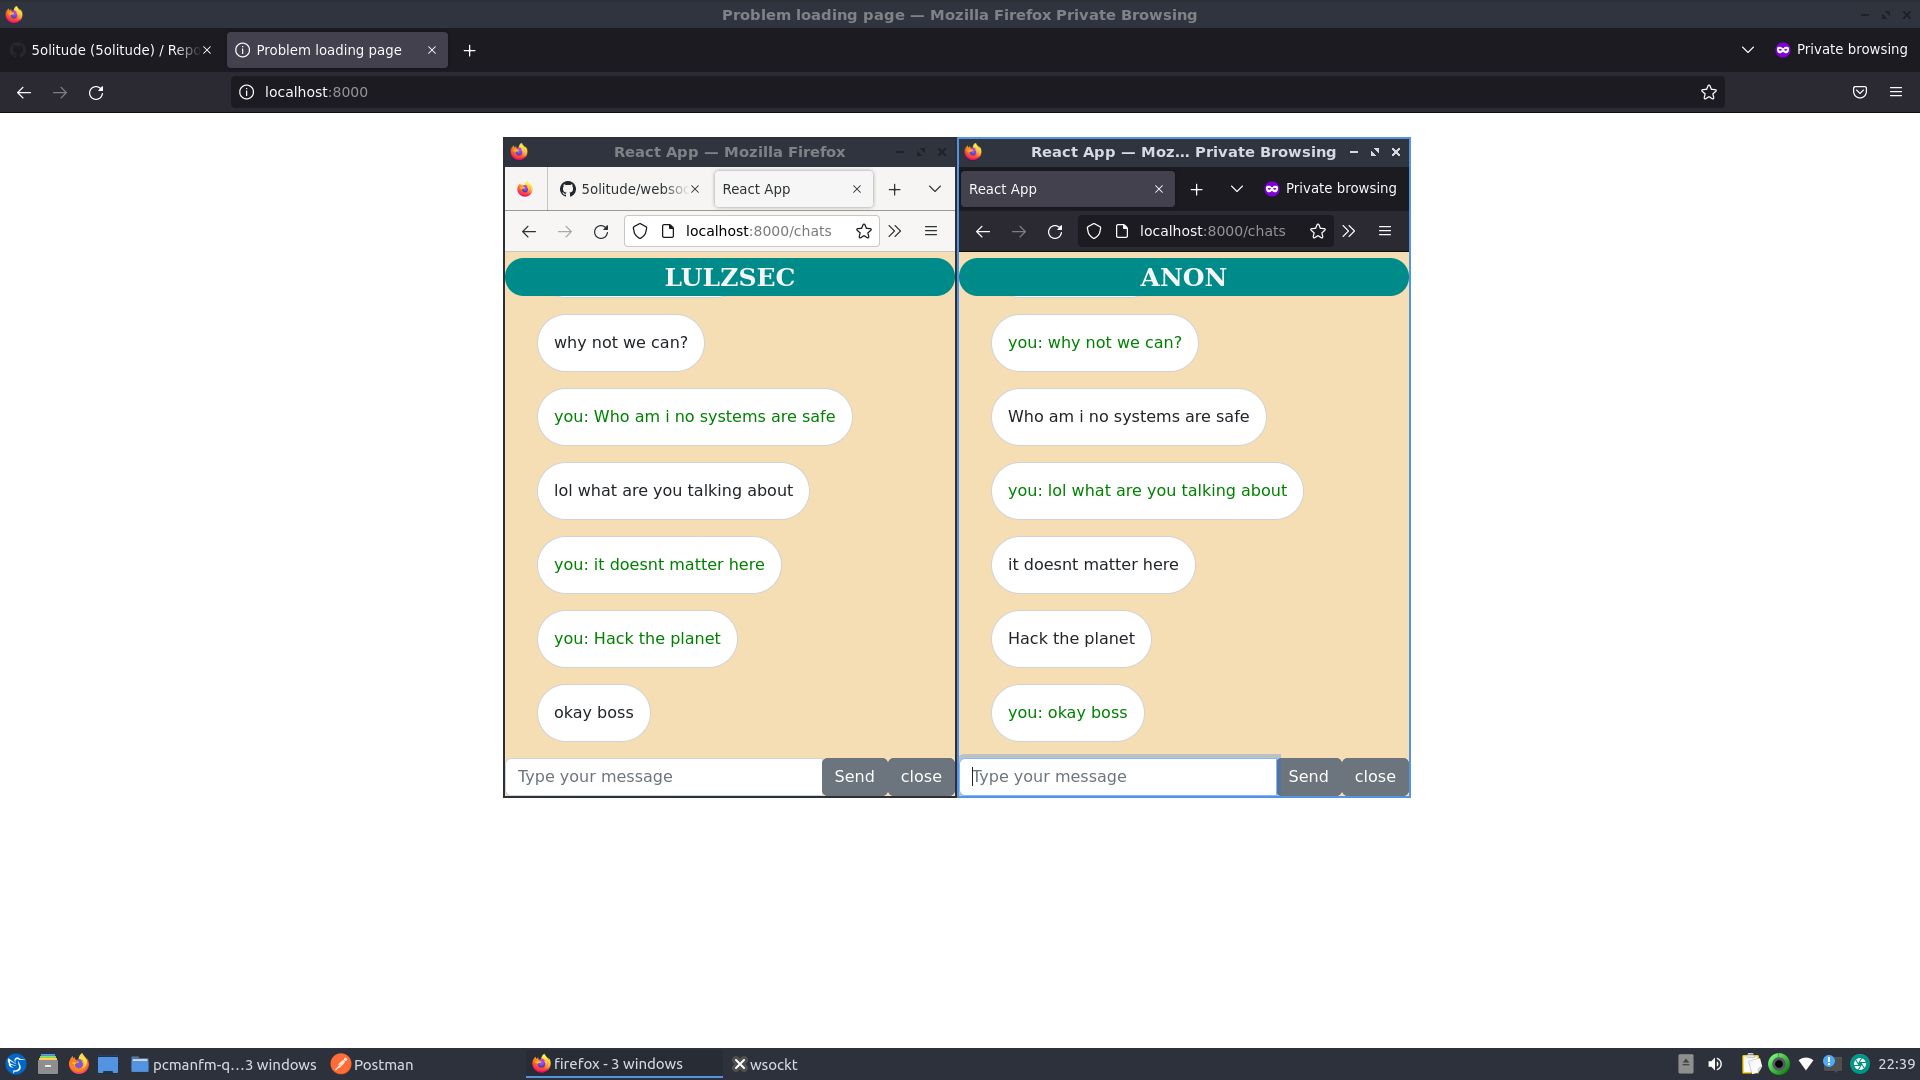 Problem loading page — Mozilla Firefox Private Browsing
5olitude (5olitude) / Repo
Problem loading page
Private browsing
localhost:8000
React App — Mozilla Firefox
5olitude/websoc
React App
localhost:8000/chats
LULZSEC
why not we can?
you: Who am i no systems are safe
lol what are you talking about
you: it doesnt matter here
you: Hack the planet
okay boss
Type your message
Send
close
React App — Moz... Private Browsing
React App
Private browsing
localhost:8000/chats
ANON
you: why not we can?
Who am i no systems are safe
you: lol what are you talking about
it doesnt matter here
Hack the planet
you: okay boss
Type your message
Send
close
pcmanfm-q...3 windows
Postman
firefox - 3 windows
wsockt
22:39